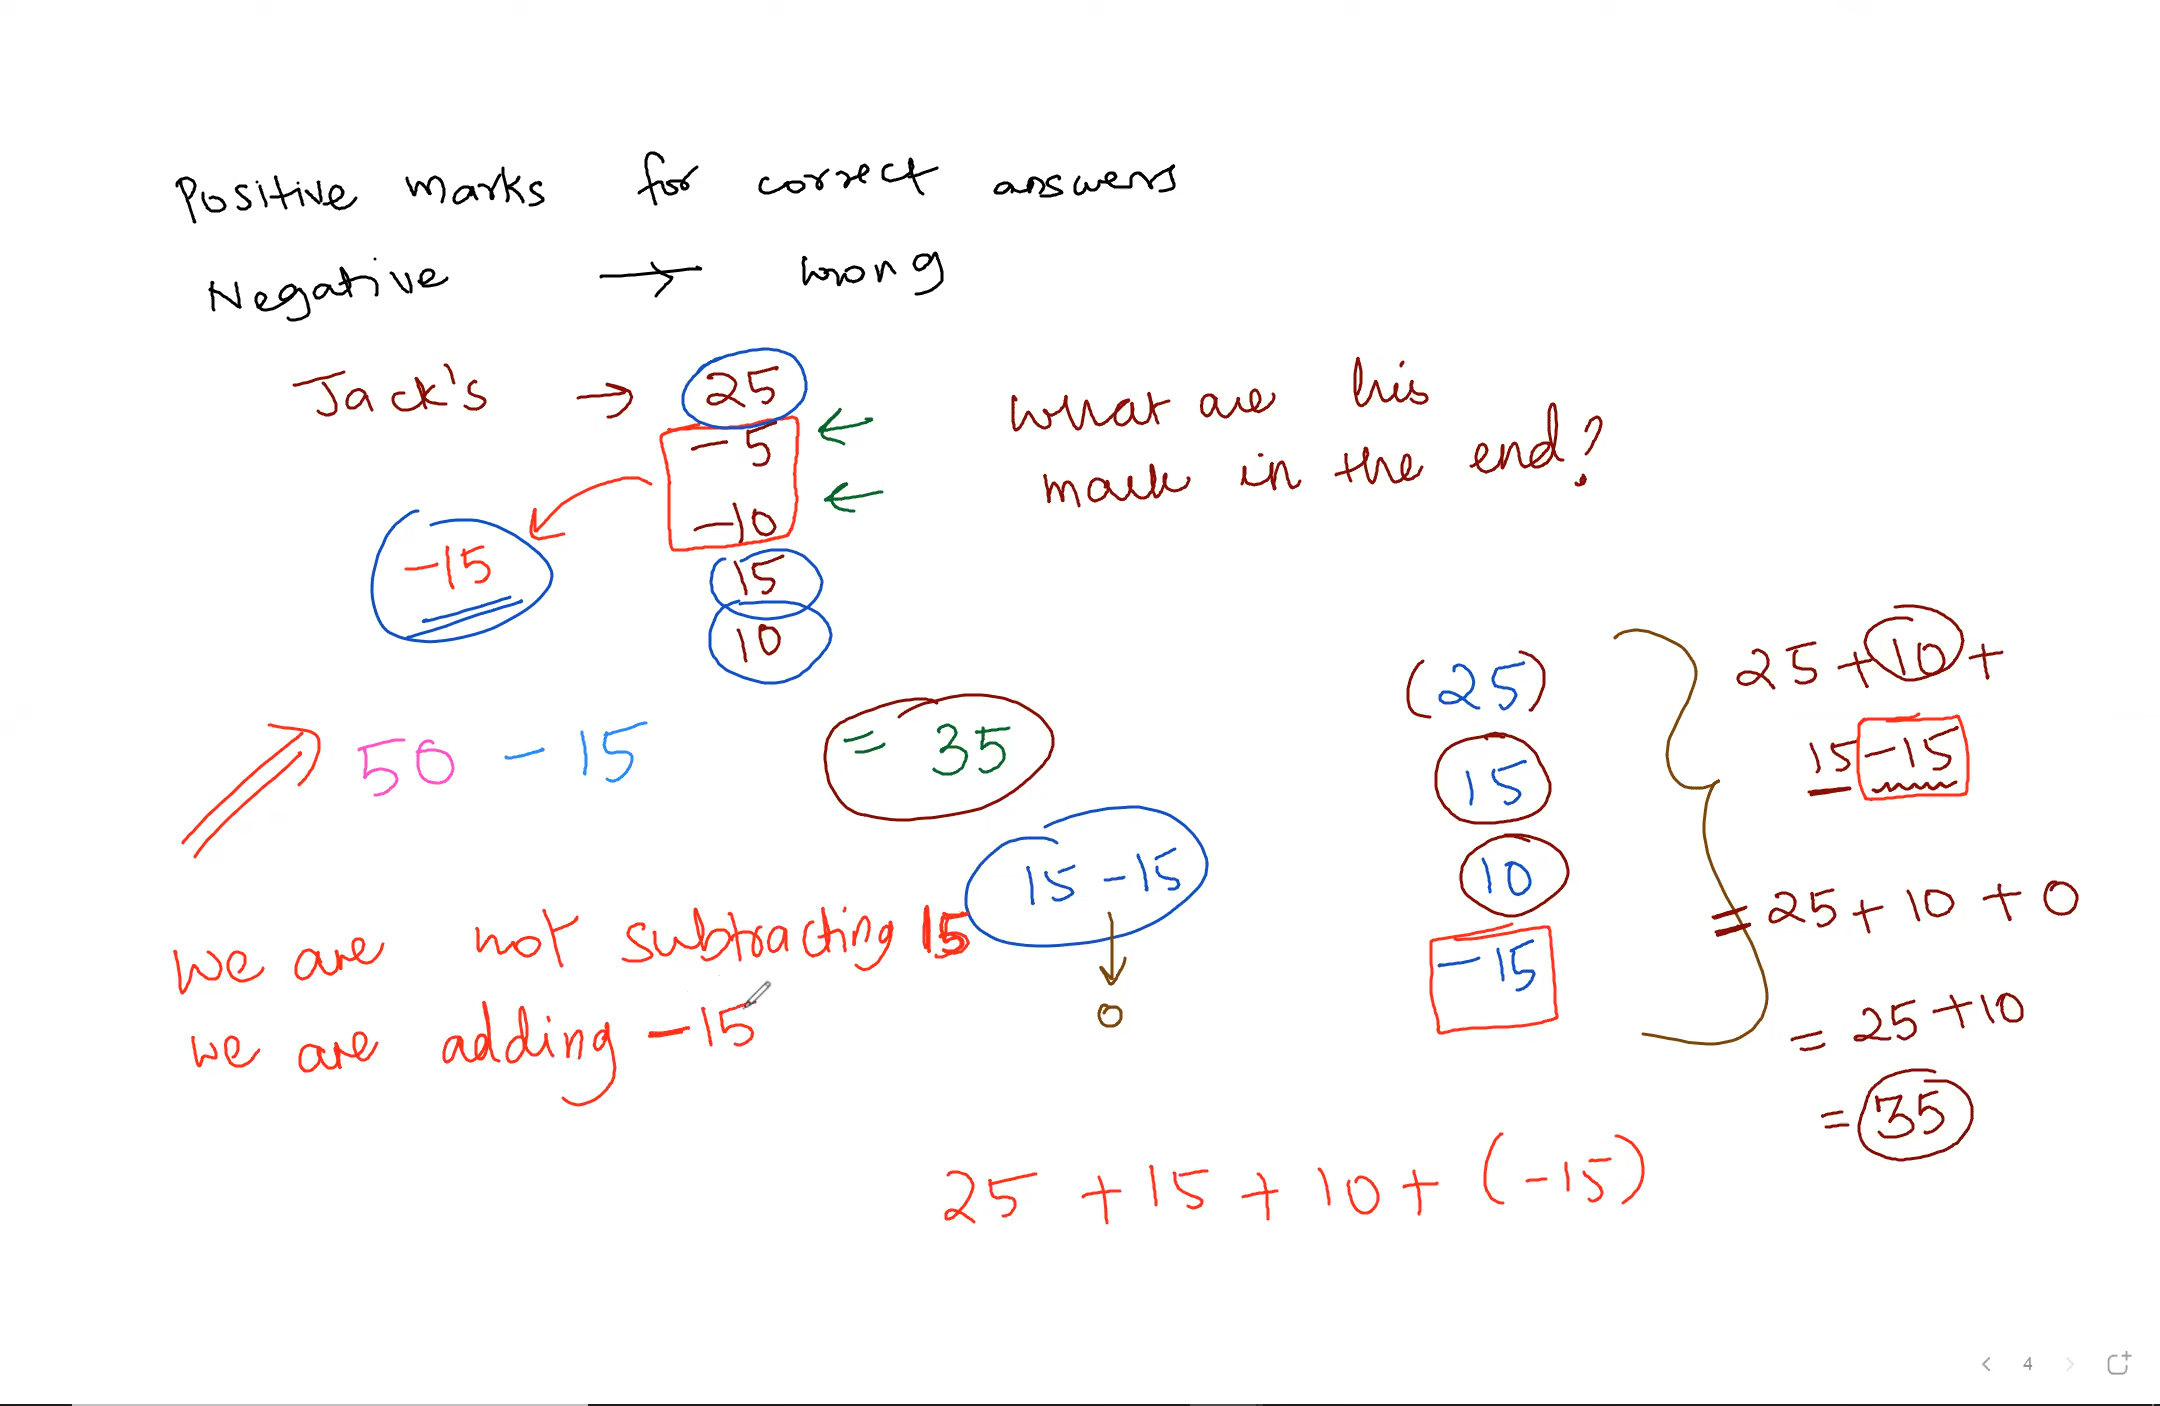 Positive marks for correct answers
Negative → wrong
Jack's → 25
-5 ←
-10 ←
15
10
What are his
mark in the end?
-15
50 - 15 = 35
15 - 15
↓
0
We are not subtracting 15
We are adding -15
(25)
15
10
-15
25 + 10 +
15 -15
= 25 + 10 + 0
= 25 + 10
= 35
25 + 15 + 10 + (-15)
4